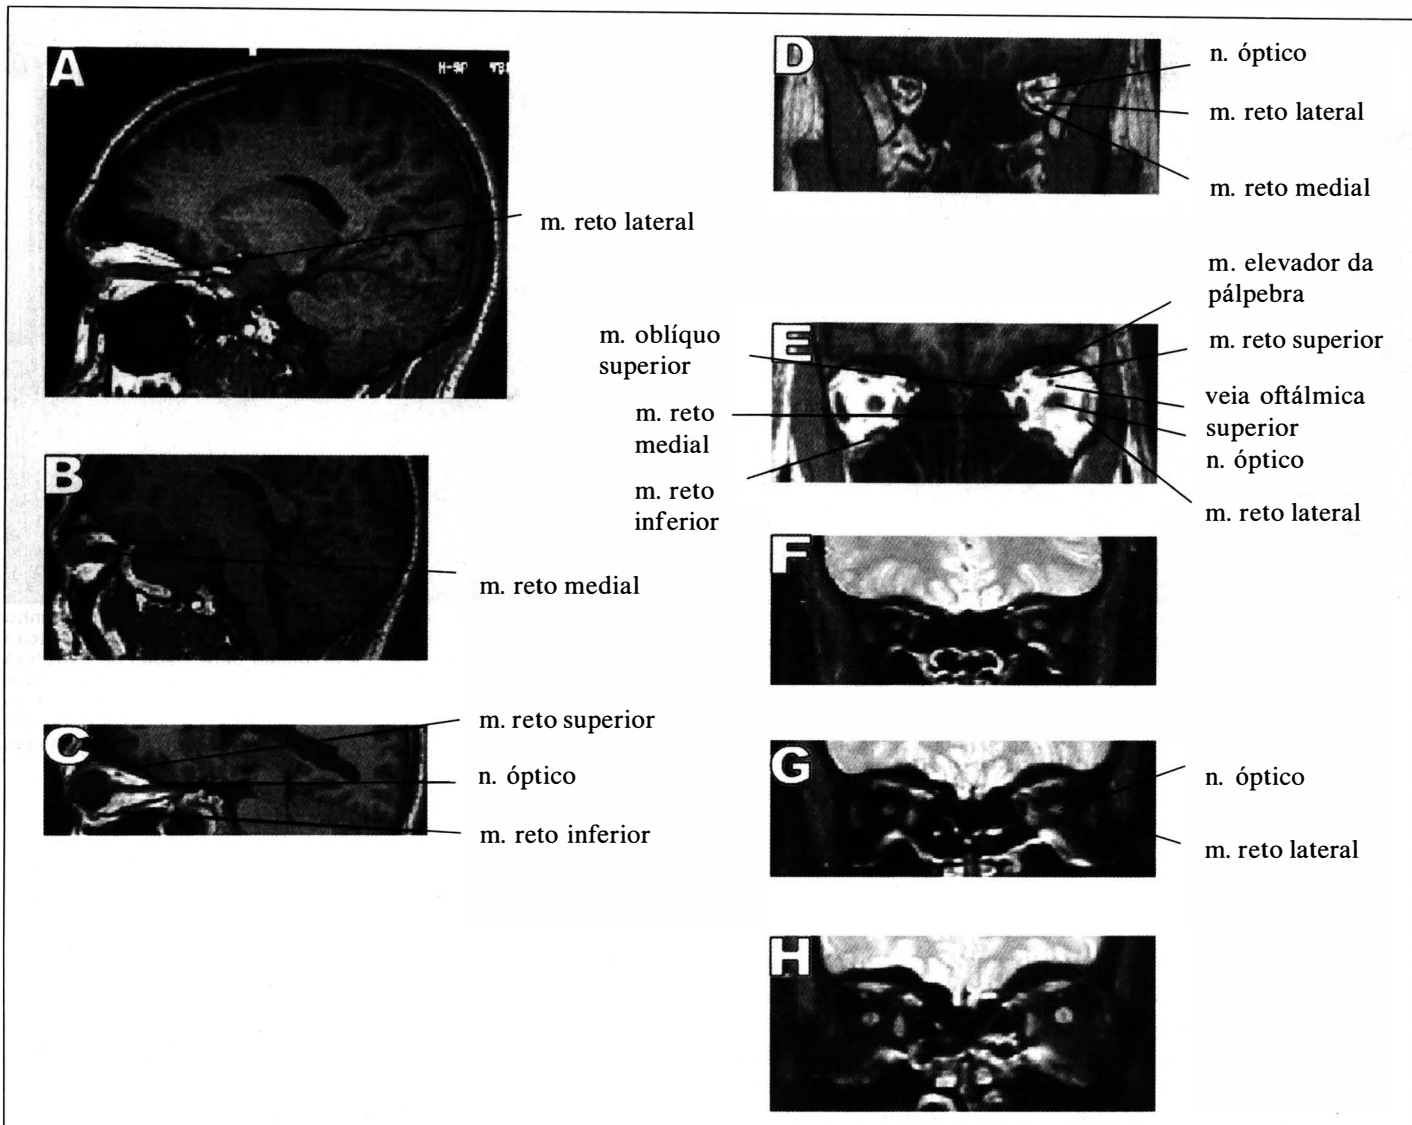 A
H-90
m. reto lateral
B
m. reto medial
C
m. reto superior
n. óptico
m. reto inferior
D
n. óptico
m. reto lateral
m. reto medial
E
m. oblíquo
superior
m. reto
medial
m. reto
inferior
m. elevador da
pálpebra
m. reto superior
veia oftálmica
superior
n. óptico
m. reto lateral
F
G
n. óptico
m. reto lateral
H